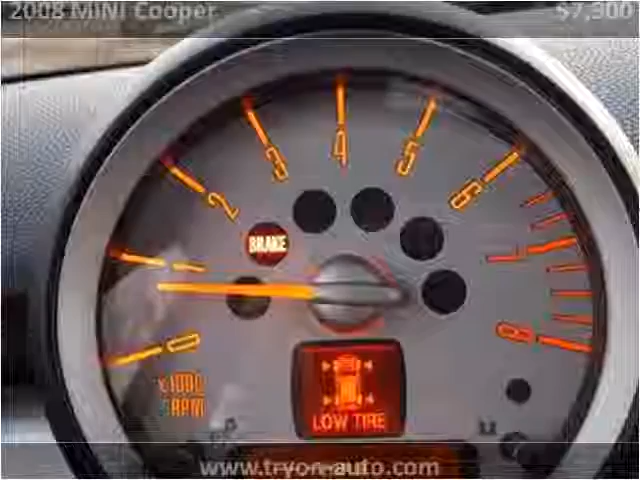 2008 MINI Cooper $7,300
4
3 5
2 6
BRAKE
1
0 8
x1000
RPM
LOW TIRE
www.tryon-auto.com